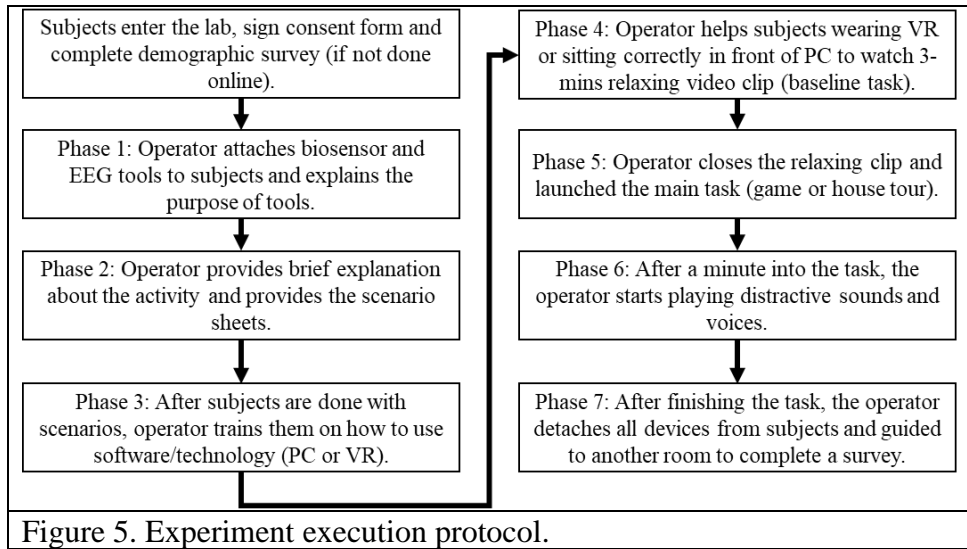 Subjects enter the lab, sign consent form and
complete demographic survey (if not done
online).
Phase 1: Operator attaches biosensor and
EEG tools to subjects and explains the
purpose of tools.
Phase 2: Operator provides brief explanation
about the activity and provides the scenario
sheets.
Phase 3: After subjects are done with
scenarios, operator trains them on how to use
software/technology (PC or VR).
Phase 4: Operator helps subjects wearing VR
or sitting correctly in front of PC to watch 3-
mins relaxing video clip (baseline task).
Phase 5: Operator closes the relaxing clip and
launched the main task (game or house tour).
Phase 6: After a minute into the task, the
operator starts playing distractive sounds and
voices.
Phase 7: After finishing the task, the operator
detaches all devices from subjects and guided
to another room to complete a survey.
Figure 5. Experiment execution protocol.